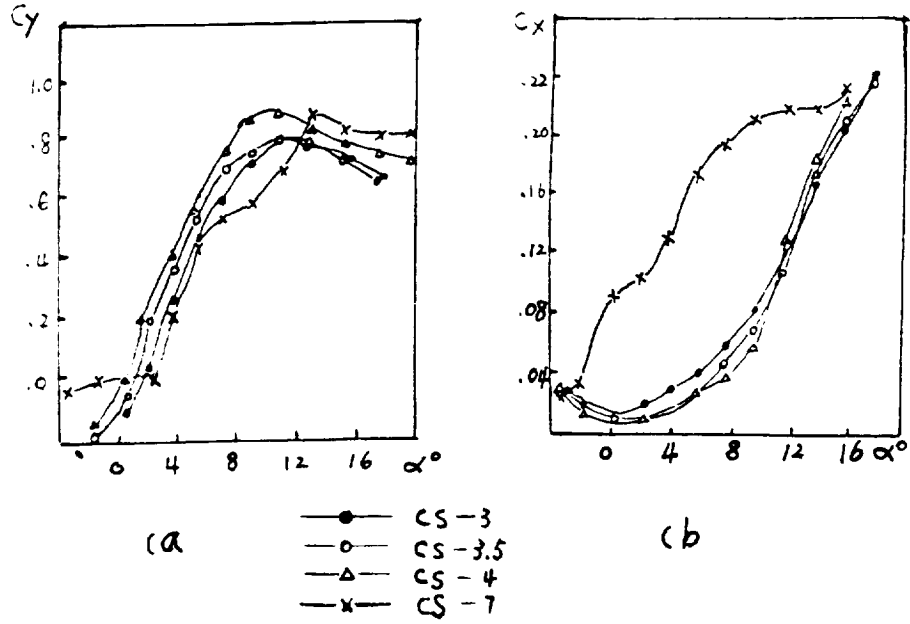 Cy
1.0
.8
.6
.4
.2
.0
0 4 8 12 16 α°
(a
Cx
.22
.20
.16
.12
.08
.04
0 4 8 12 16 α°
(b
CS-3
CS-3.5
CS-4
CS-7